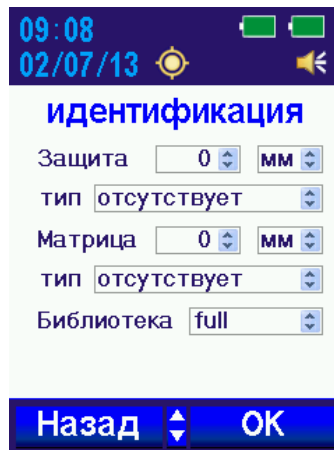 09:08
02/07/13
идентификация
Защита 0 мм
тип отсутствует
Матрица 0 мм
тип отсутствует
Библиотека full
Назад OK